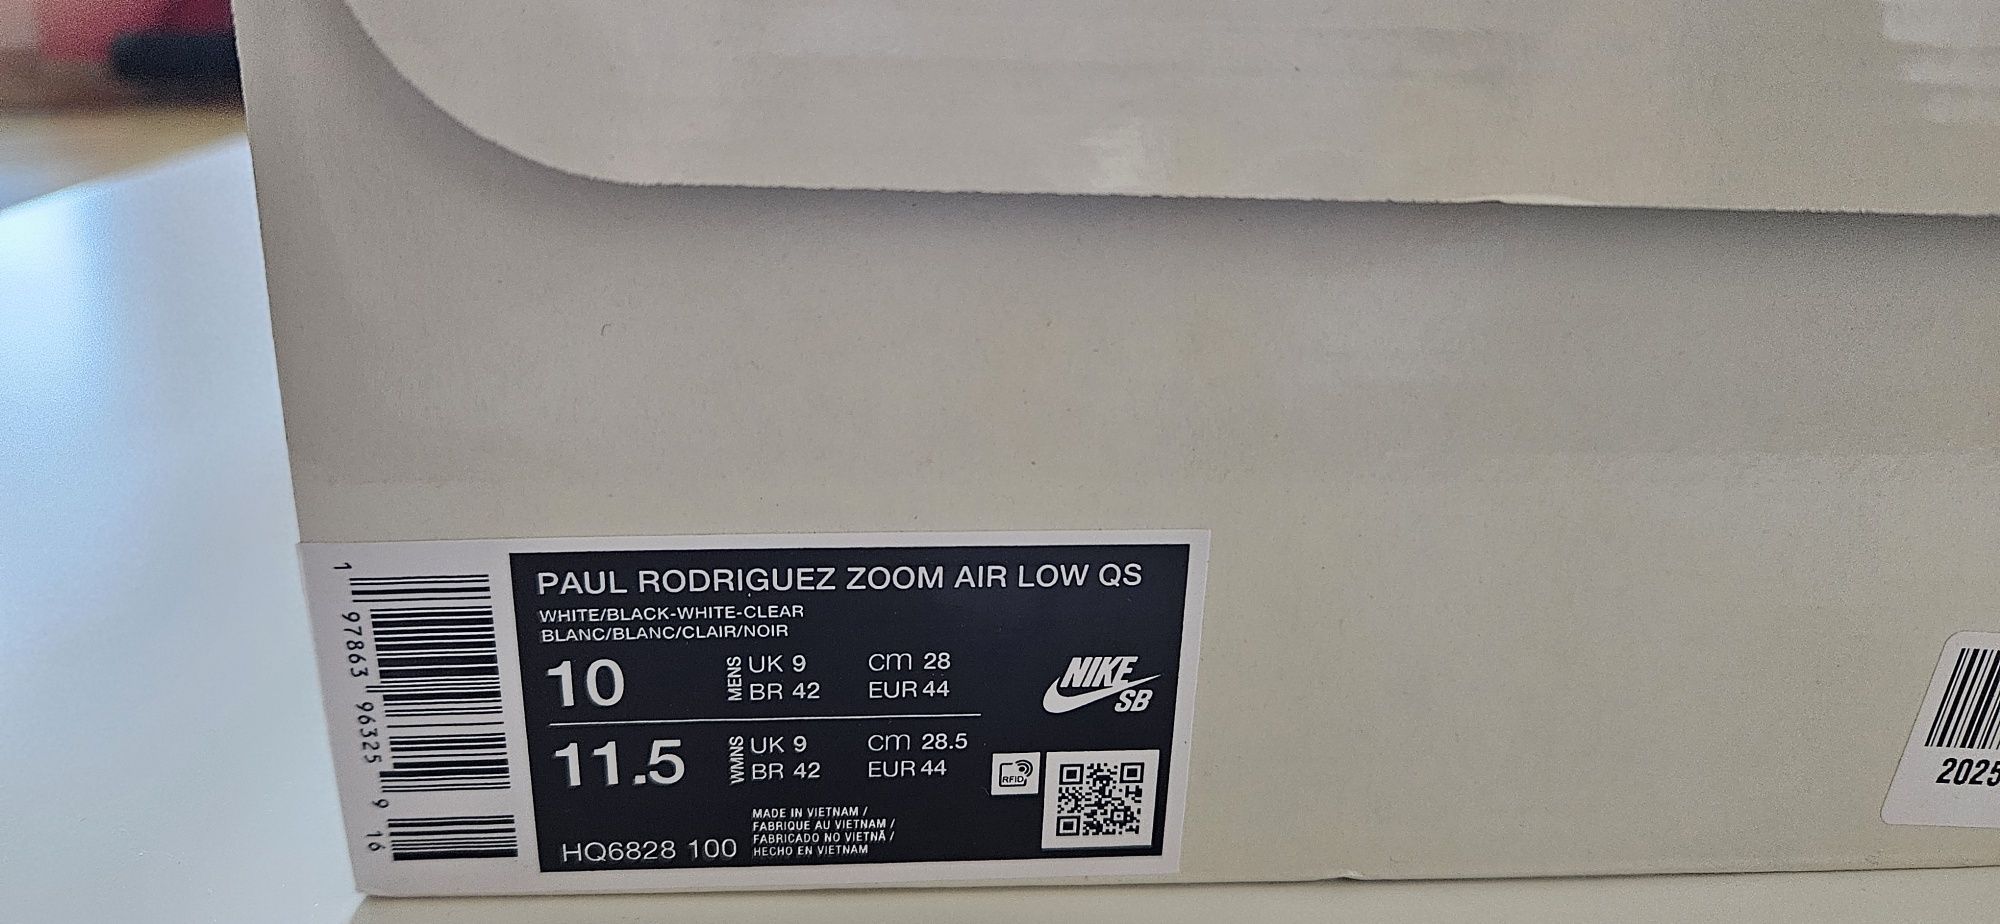 PAUL RODRIGUEZ ZOOM AIR LOW QS
WHITE/BLACK-WHITE-CLEAR
BLANC/BLANC/CLAIR/NOIR
10 MENS UK 9 cm 28
BR 42 EUR 44
NIKE
SB
11.5 WMNS UK 9 cm 28.5
BR 42 EUR 44
RFID
MADE IN VIETNAM /
FABRIQUE AU VIETNAM /
FABRICADO NO VIETNÃ /
HECHO EN VIETNAM
HQ6828 100
1 97863 96325 9 16
2025